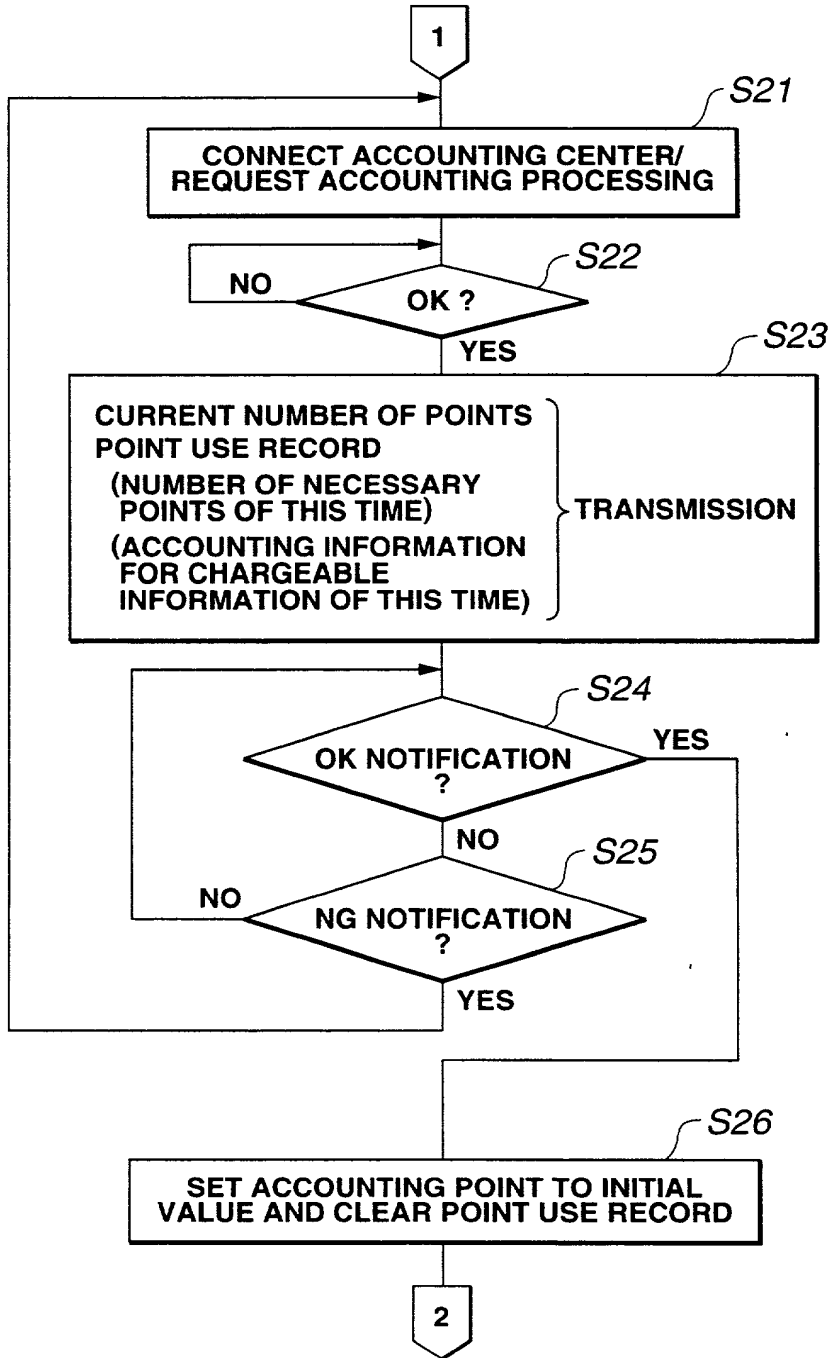 1
S21
CONNECT ACCOUNTING CENTER/
REQUEST ACCOUNTING PROCESSING
S22
NO
OK ?
YES
S23
CURRENT NUMBER OF POINTS
POINT USE RECORD
(NUMBER OF NECESSARY
POINTS OF THIS TIME)
(ACCOUNTING INFORMATION
FOR CHARGEABLE
INFORMATION OF THIS TIME)
TRANSMISSION
S24
OK NOTIFICATION
?
YES
NO
S25
NO
NG NOTIFICATION
?
YES
S26
SET ACCOUNTING POINT TO INITIAL
VALUE AND CLEAR POINT USE RECORD
2